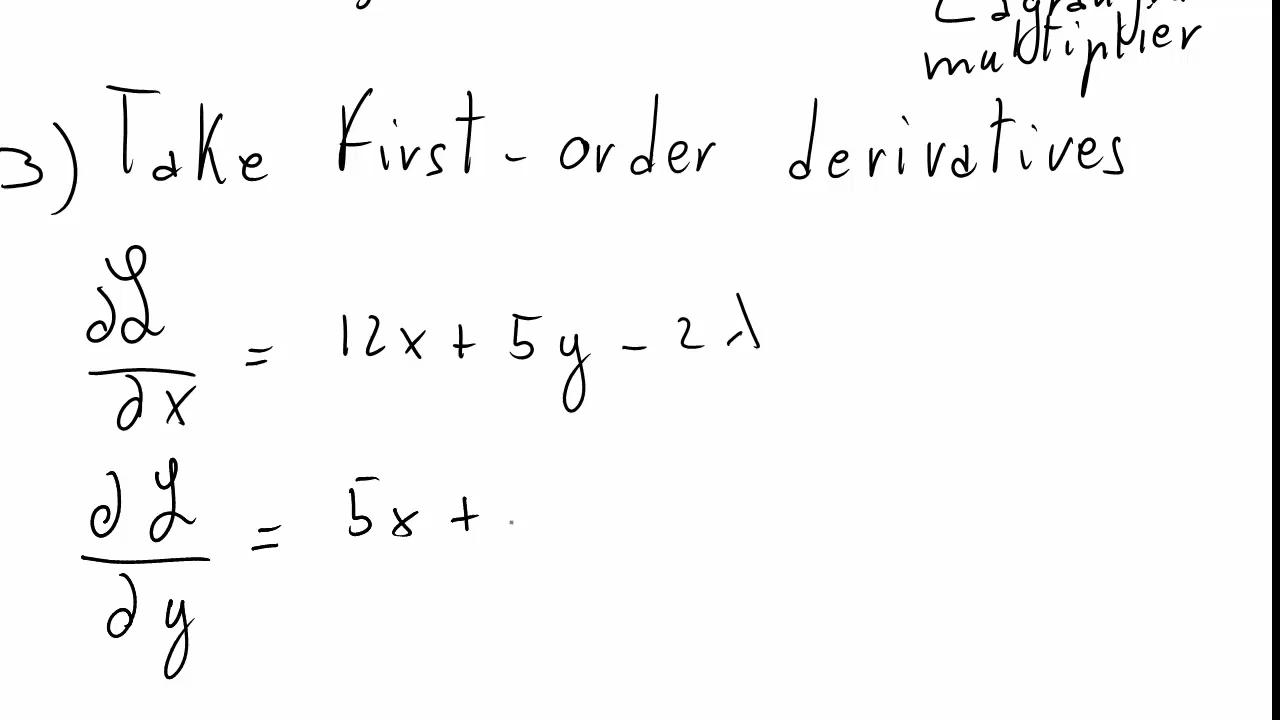 multiplier
3) Take first-order derivatives
∂ℒ/∂x = 12x + 5y - 2λ
∂ℒ/∂y = 5x +